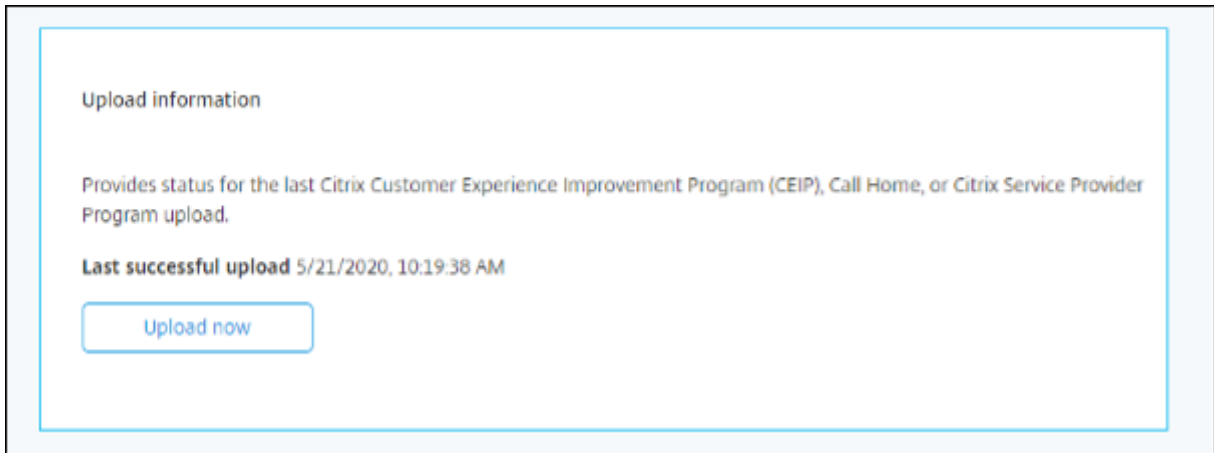 Upload information
Provides status for the last Citrix Customer Experience Improvement Program (CEIP), Call Home, or Citrix Service Provider
Program upload.
Last successful upload 5/21/2020, 10:19:38 AM
Upload now